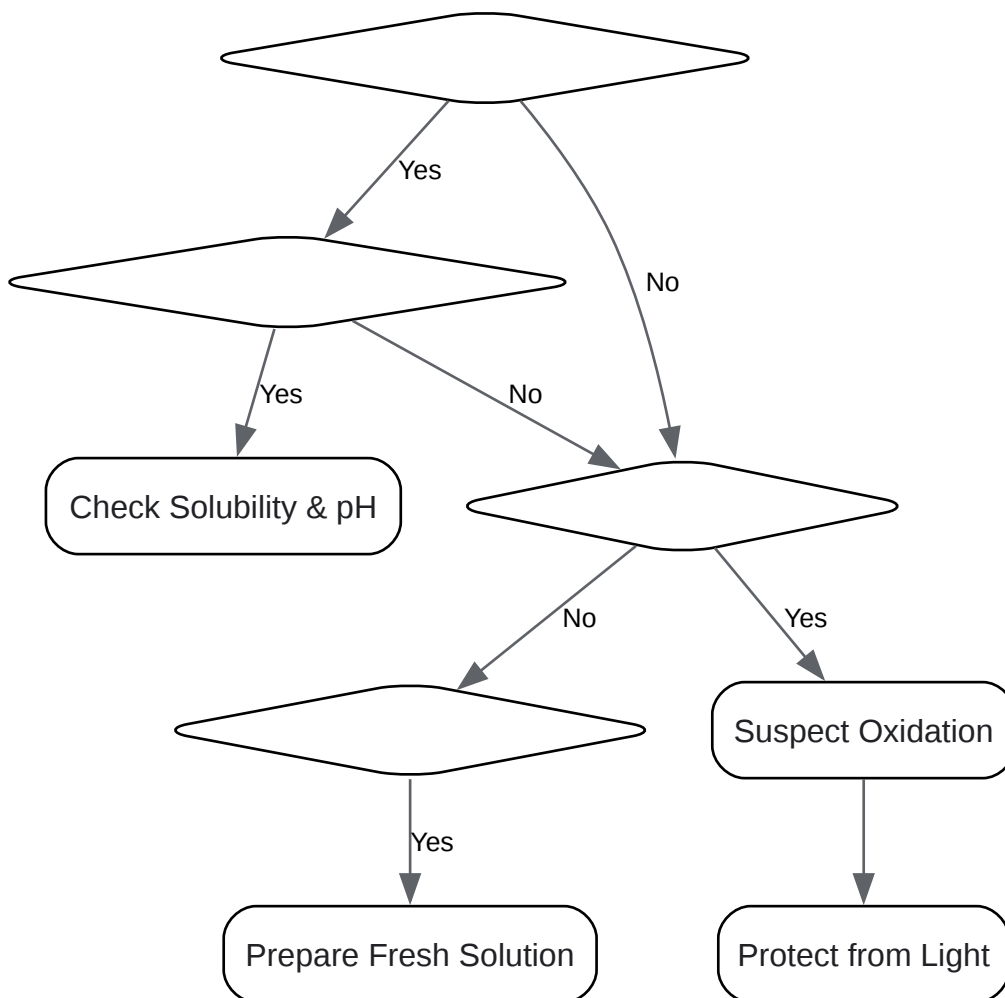 Yes
No
Yes
No
Check Solubility & pH
No
Yes
Suspect Oxidation
Yes
Prepare Fresh Solution
Protect from Light